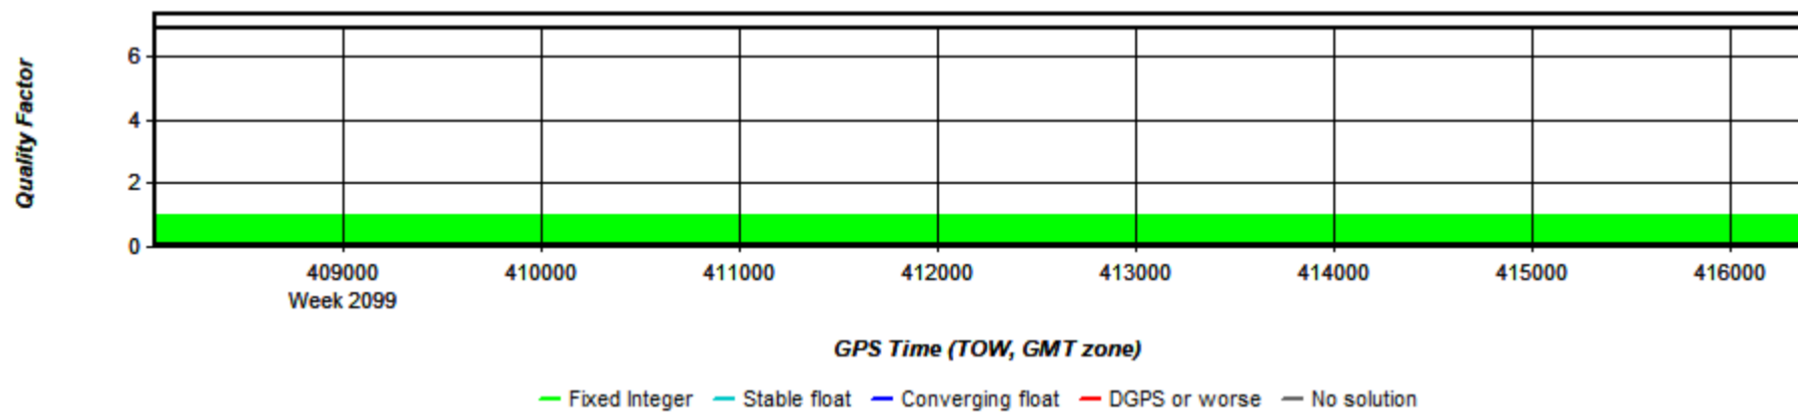 Quality Factor
6
4
2
0
409000 410000 411000 412000 413000 414000 415000 416000
Week 2099
GPS Time (TOW, GMT zone)
Fixed Integer Stable float Converging float DGPS or worse No solution